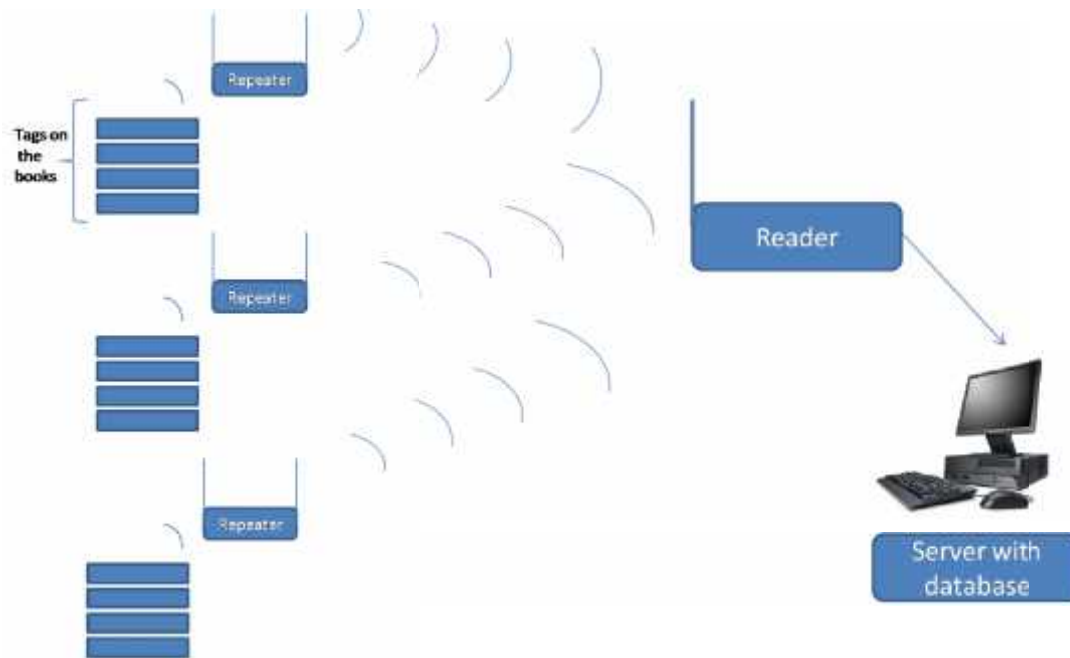 Repeater
Tags on
the
books
Reader
Repeater
Repeater
Server with
database